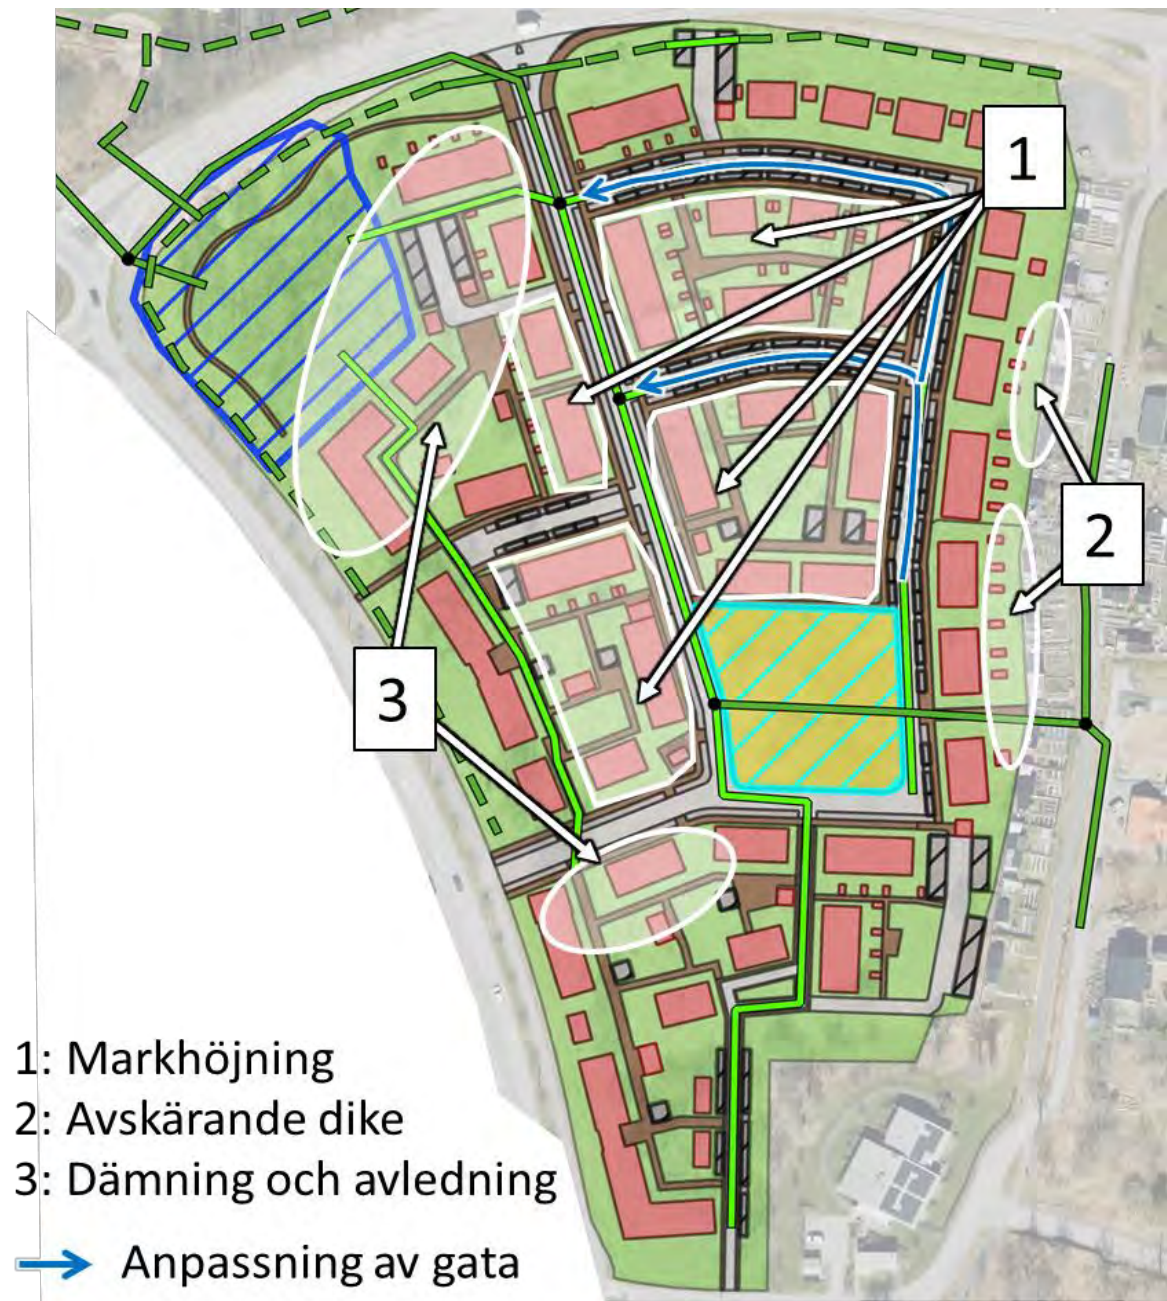 1
2
3
1: Markhöjning
2: Avskärande dike
3: Dämning och avledning
Anpassning av gata